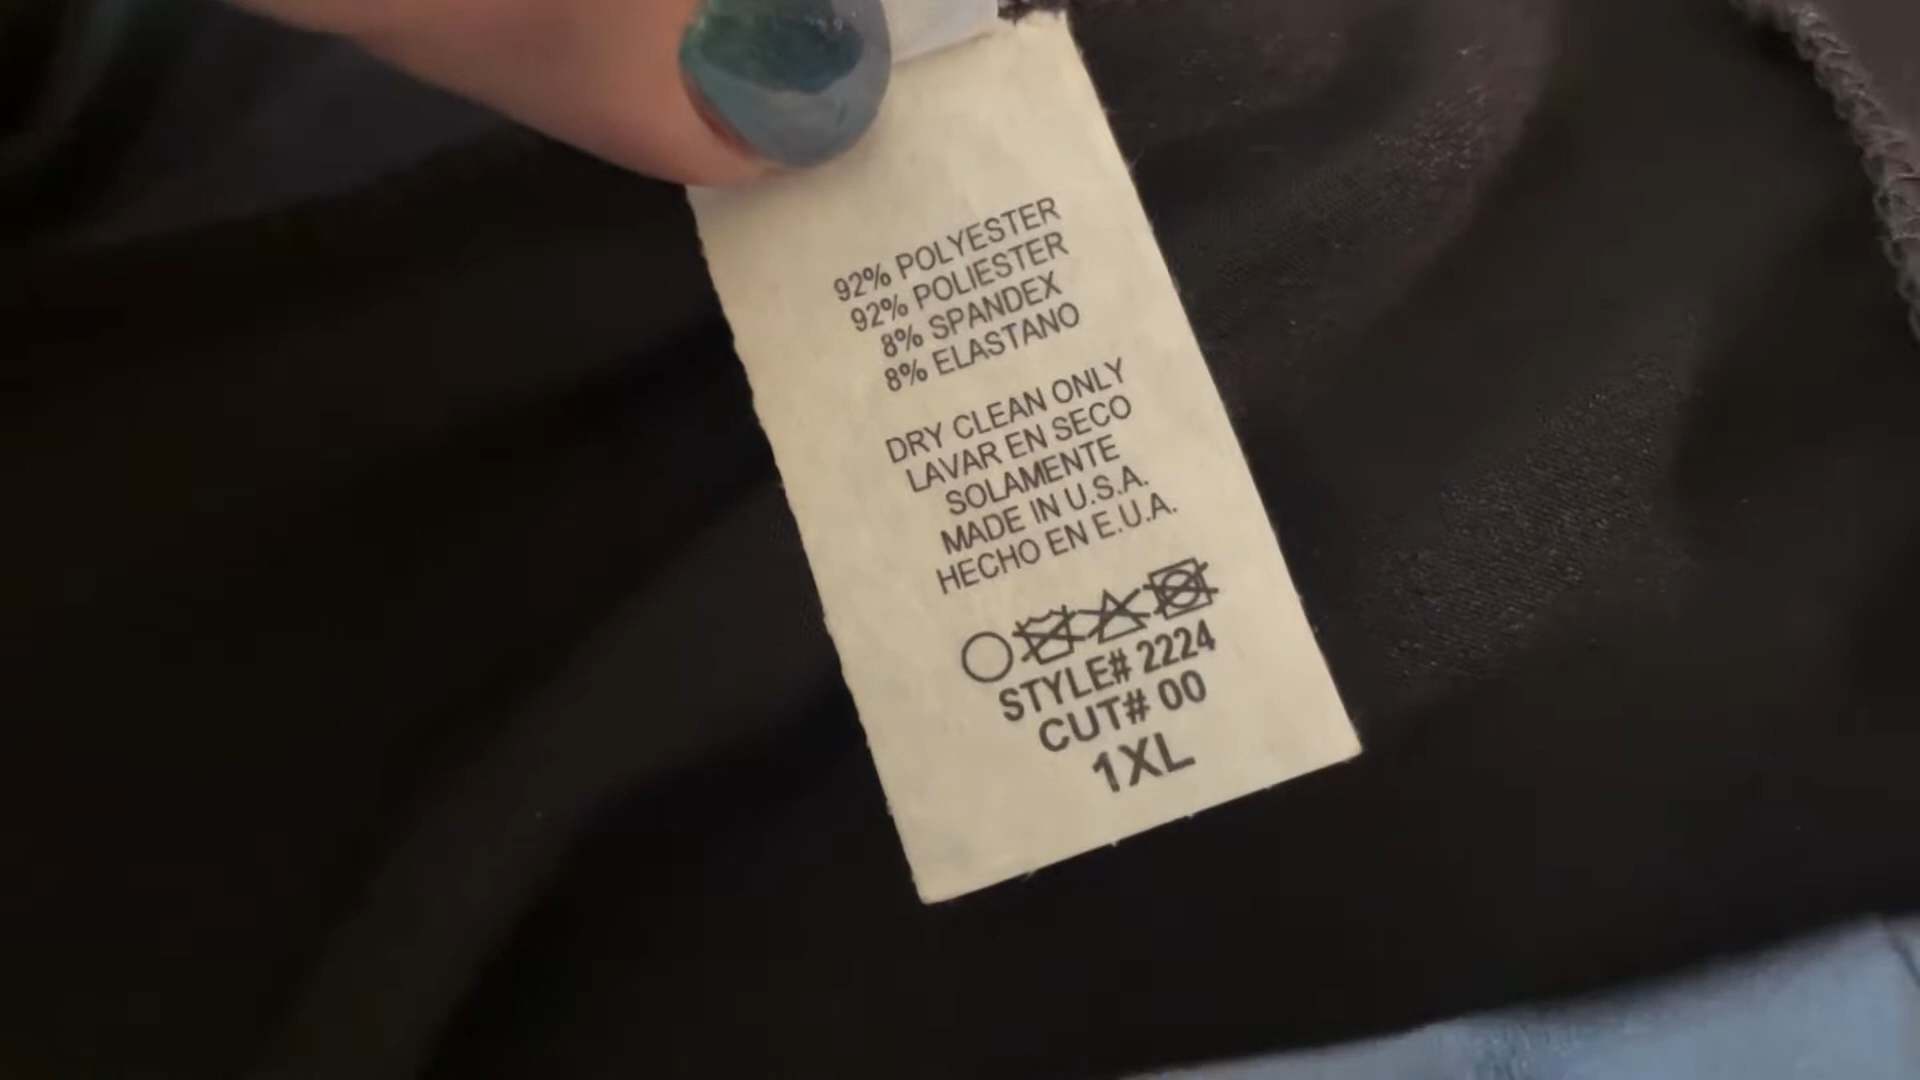 92% POLYESTER
92% POLIESTER
8% SPANDEX
8% ELASTANO
DRY CLEAN ONLY
LAVAR EN SECO
SOLAMENTE
MADE IN U.S.A.
HECHO EN E.U.A.
STYLE# 2224
CUT# 00
1XL